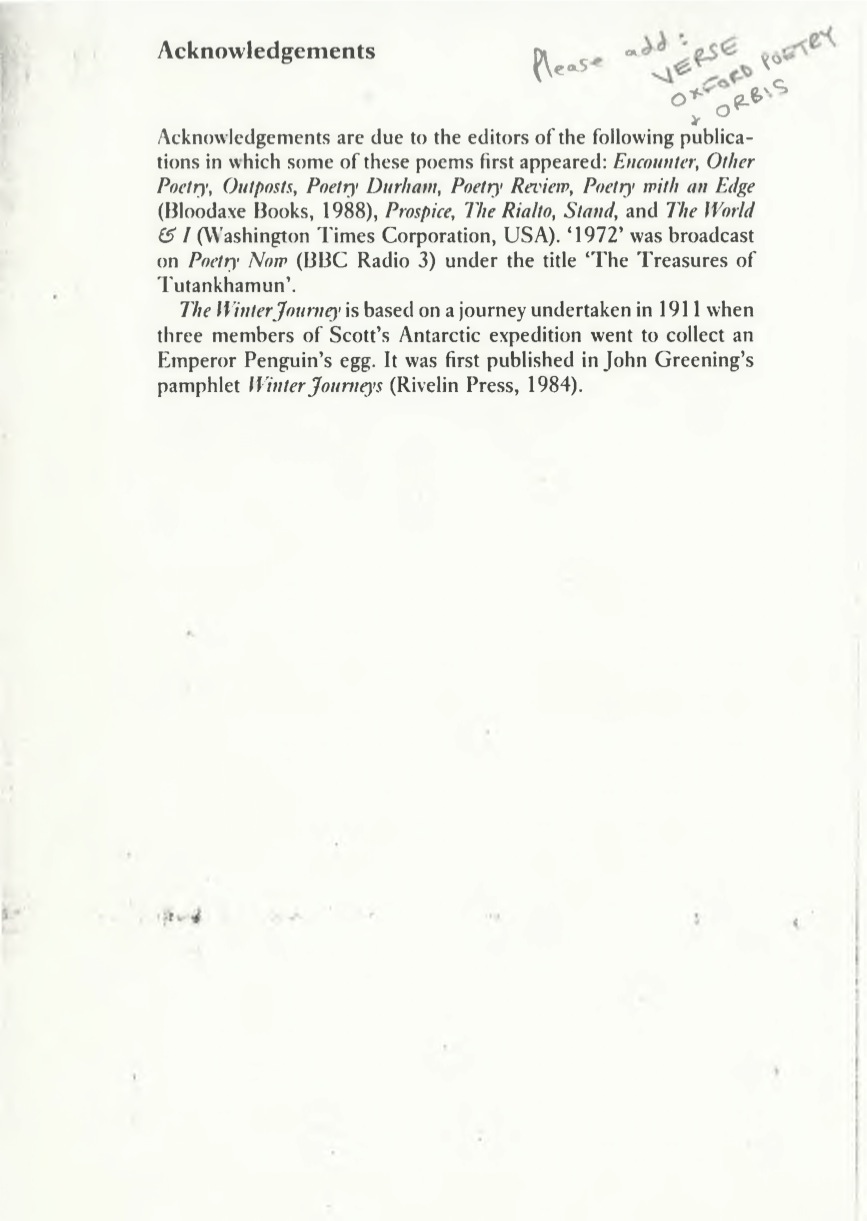 Acknowledgements
Please add :
VERSE
OXFORD POETRY
& ORBIS
Acknowledgements are due to the editors of the following publica-
tions in which some of these poems first appeared: Encounter, Other
Poetry, Outposts, Poetry Durham, Poetry Review, Poetry with an Edge
(Bloodaxe Books, 1988), Prospice, The Rialto, Stand, and The World
& I (Washington Times Corporation, USA). ‘1972’ was broadcast
on Poetry Now (BBC Radio 3) under the title ‘The Treasures of
Tutankhamun’.
The Winter Journey is based on a journey undertaken in 1911 when
three members of Scott’s Antarctic expedition went to collect an
Emperor Penguin’s egg. It was first published in John Greening’s
pamphlet Winter Journeys (Rivelin Press, 1984).